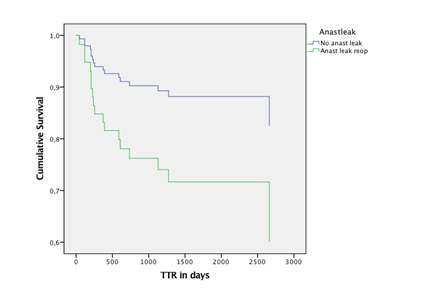 Anastleak
No anast leak
Anast leak reop
1,0
0,9
0,8
0,7
0,6
Cumulative Survival
0 500 1000 1500 2000 2500 3000
TTR in days